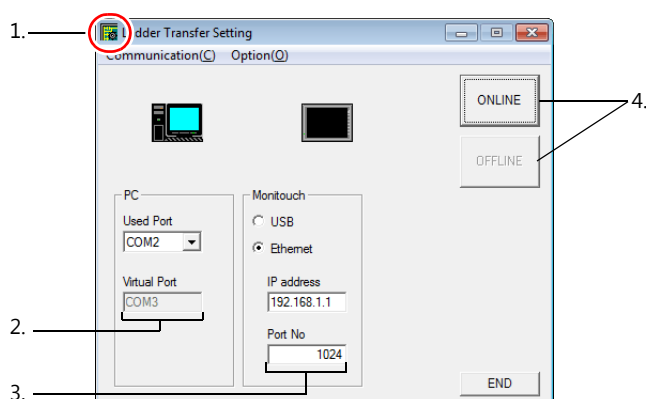 1.
Ladder Transfer Setting
Communication(C) Option(O)
ONLINE
4.
OFFLINE
PC
Monitouch
Used Port
USB
COM2
Ethernet
Virtual Port
IP address
COM3
192.168.1.1
2.
Port No
1024
3.
END